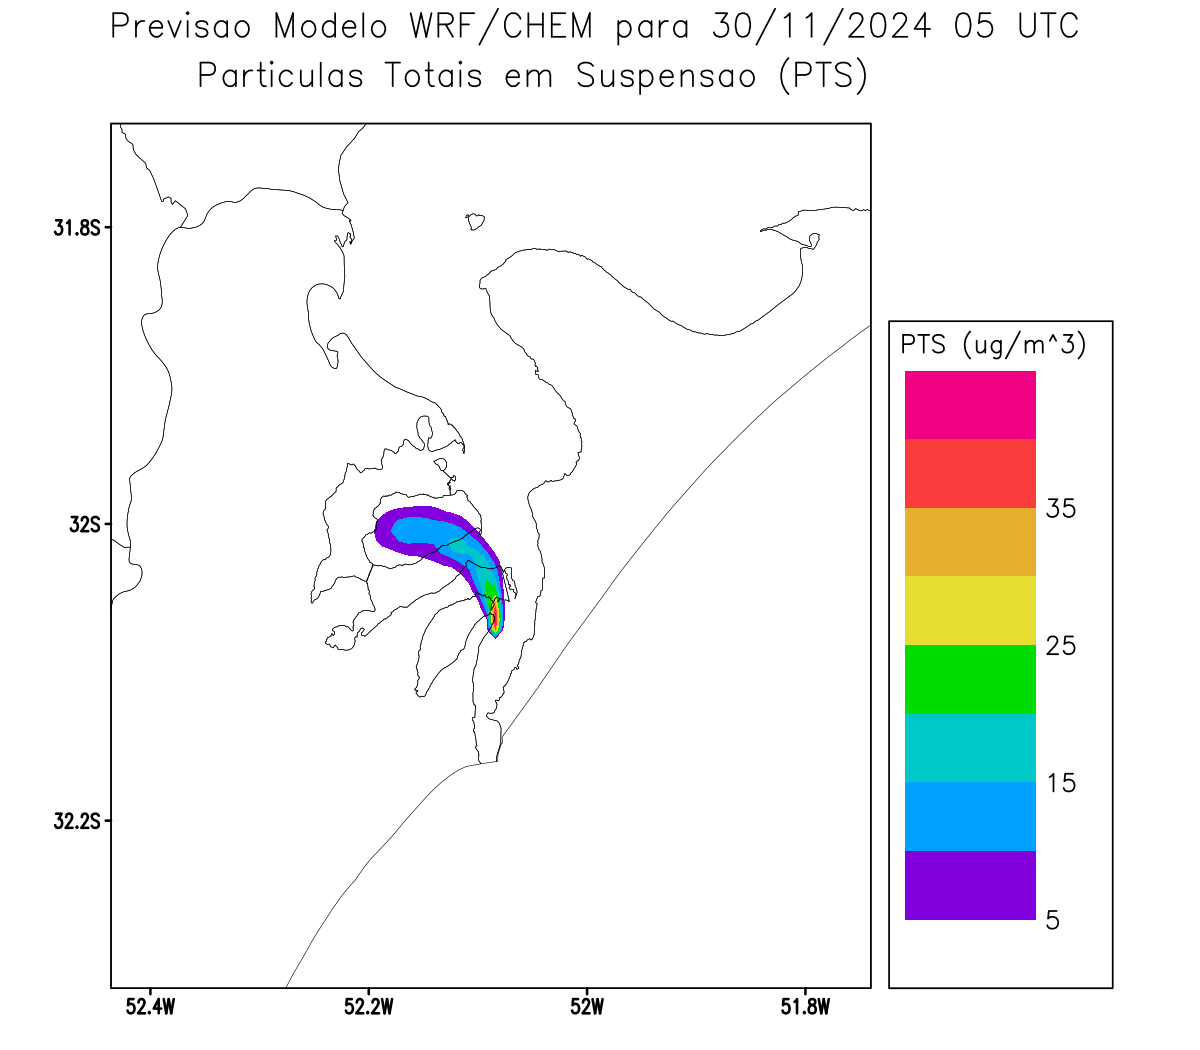 Previsao Modelo WRF/CHEM para 30/11/2024 05 UTC
Particulas Totais em Suspensao (PTS)
31.8S
32S
32.2S
52.4W
52.2W
52W
51.8W
PTS (ug/m^3)
35
25
15
5